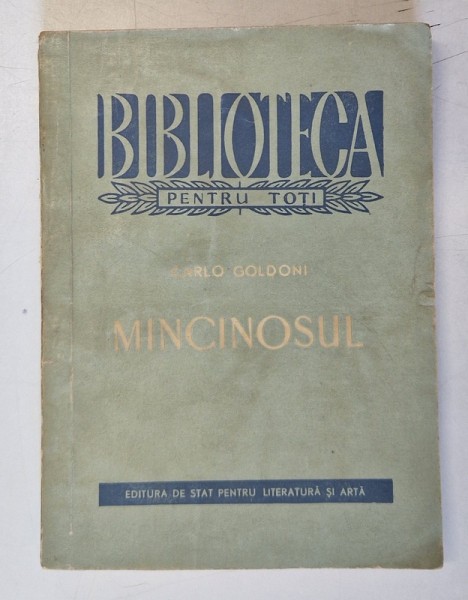 BIBLIOTECA
PENTRU TOȚI
CARLO GOLDONI
MINCINOSUL
EDITURA DE STAT PENTRU LITERATURĂ ȘI ARTĂ